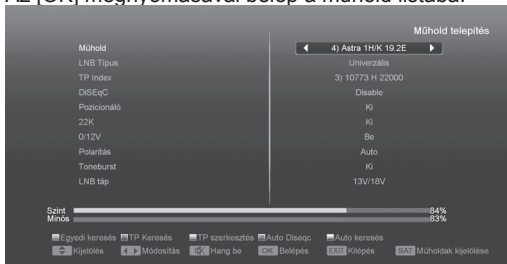 Az [OK] megnyomásával belép a műhold listába.
Műhold telepítés
Műhold 4) Astra 1H/K 19.2E
LNB Típus Univerzális
TP Index 3) 10773 H 22000
DiSEqC Disable
Pozicionáló Ki
22K Ki
0/12V Be
Polaritás Auto
Toneburst Ki
LNB táp 13V/18V
Szint 84%
Minős 83%
Egyedi keresés TP Keresés TP szerkesztés Auto Diseqc Auto keresés
Kijelölés Módosítás Hang be OK Belépés EXIT Kilépés SAT Műholdak kijelölése